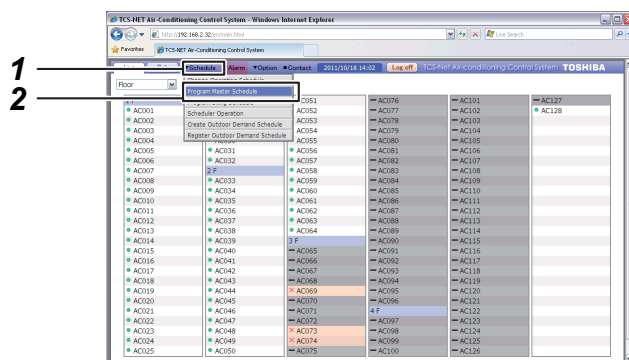 TCS-NET Air-Conditioning Control System - Windows Internet Explorer
http://192.168.2.32/en/main.html
Live Search
Favorites
TCS-NET Air-Conditioning Control System
1
▼Schedule
Alarm ▼Option ■Contact 2011/10/18 14:02 Log off TCS-Net Air-conditioning Control System TOSHIBA
Floor
2
Program Master Schedule
Scheduler Operation
Create Outdoor Demand Schedule
Register Outdoor Demand Schedule
AC001
AC002
AC003
AC004
AC005
AC006
AC007
AC008
AC009
AC010
AC011
AC012
AC013
AC014
AC015
AC016
AC017
AC018
AC019
AC020
AC021
AC022
AC023
AC024
AC025
AC031
AC032
2 F
AC033
AC034
AC035
AC036
AC037
AC038
AC039
AC040
AC041
AC042
AC043
AC044
AC045
AC046
AC047
AC048
AC049
AC050
AC051
AC052
AC053
AC054
AC055
AC056
AC057
AC058
AC059
AC060
AC061
AC062
AC063
AC064
3 F
AC065
AC066
AC067
AC068
AC069
AC070
AC071
AC072
AC073
AC074
AC075
AC076
AC077
AC078
AC079
AC080
AC081
AC082
AC083
AC084
AC085
AC086
AC087
AC088
AC089
AC090
AC091
AC092
AC093
AC094
AC095
AC096
4 F
AC097
AC098
AC099
AC100
AC101
AC102
AC103
AC104
AC105
AC106
AC107
AC108
AC109
AC110
AC111
AC112
AC113
AC114
AC115
AC116
AC117
AC118
AC119
AC120
AC121
AC122
AC123
AC124
AC125
AC126
AC127
AC128